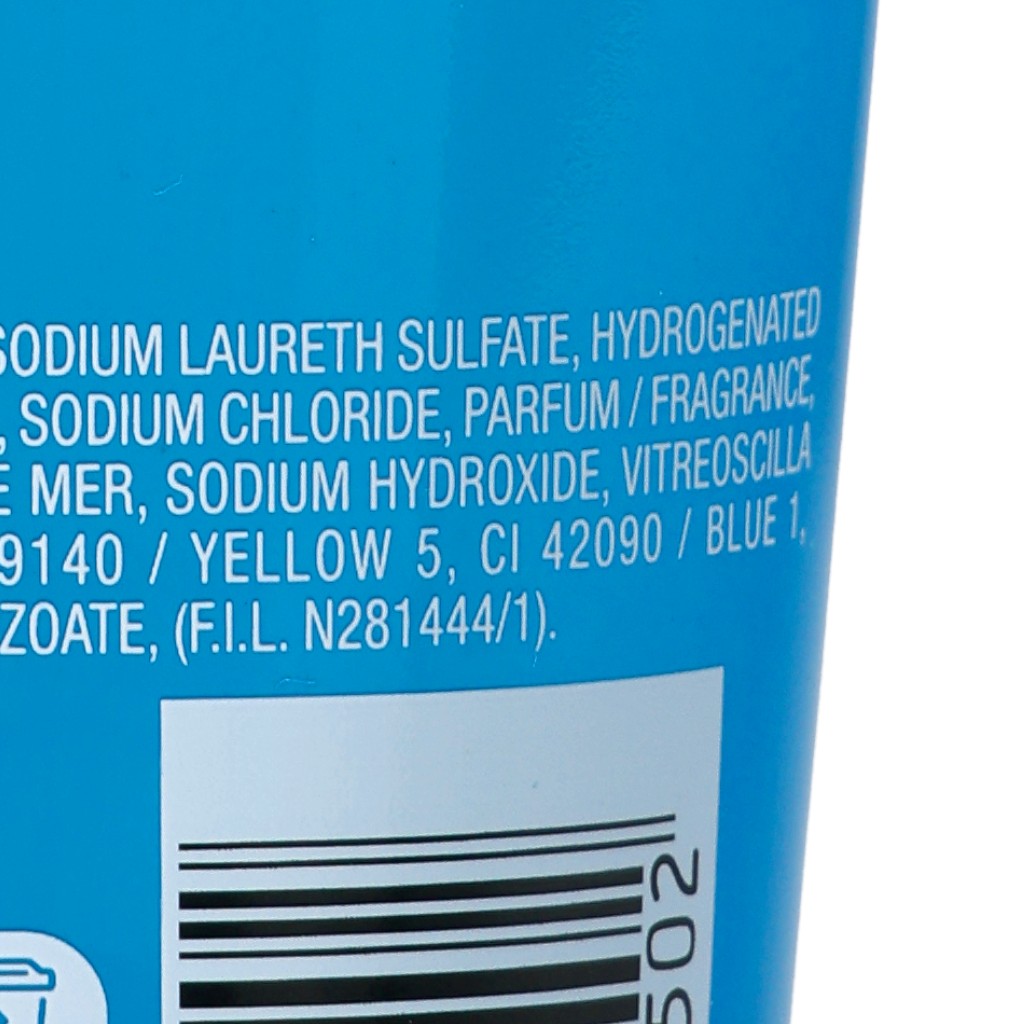 SODIUM LAURETH SULFATE, HYDROGENATED
, SODIUM CHLORIDE, PARFUM / FRAGRANCE,
E MER, SODIUM HYDROXIDE, VITREOSCILLA
9140 / YELLOW 5, CI 42090 / BLUE 1,
ZOATE, (F.I.L. N281444/1).
502